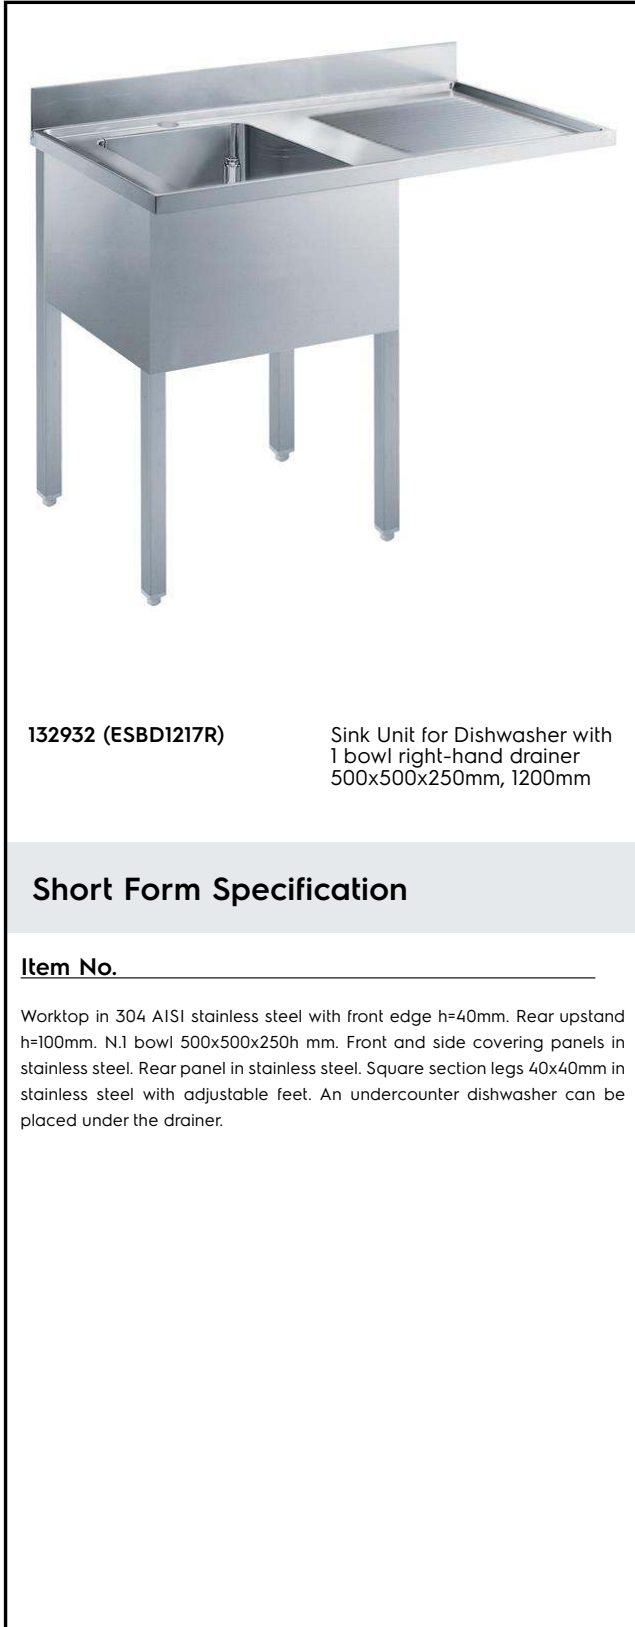 132932 (ESBD1217R)
Sink Unit for Dishwasher with
1 bowl right-hand drainer
500x500x250mm, 1200mm
Short Form Specification
Item No.
Worktop in 304 AISI stainless steel with front edge h=40mm. Rear upstand
h=100mm. N.1 bowl 500x500x250h mm. Front and side covering panels in
stainless steel. Rear panel in stainless steel. Square section legs 40x40mm in
stainless steel with adjustable feet. An undercounter dishwasher can be
placed under the drainer.